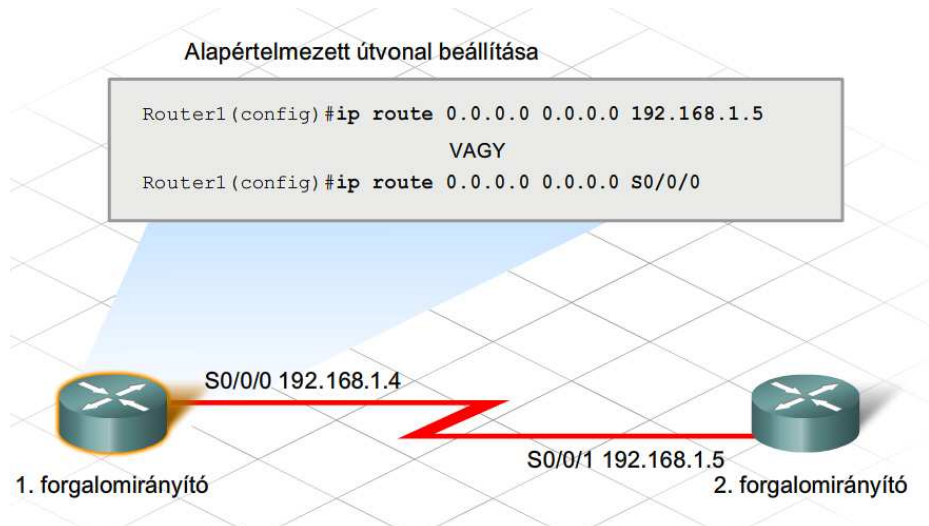 Alapértelmezett útvonal beállítása
Router1(config)#ip route 0.0.0.0 0.0.0.0 192.168.1.5
VAGY
Router1(config)#ip route 0.0.0.0 0.0.0.0 S0/0/0
S0/0/0 192.168.1.4
S0/0/1 192.168.1.5
1. forgalomirányító
2. forgalomirányító